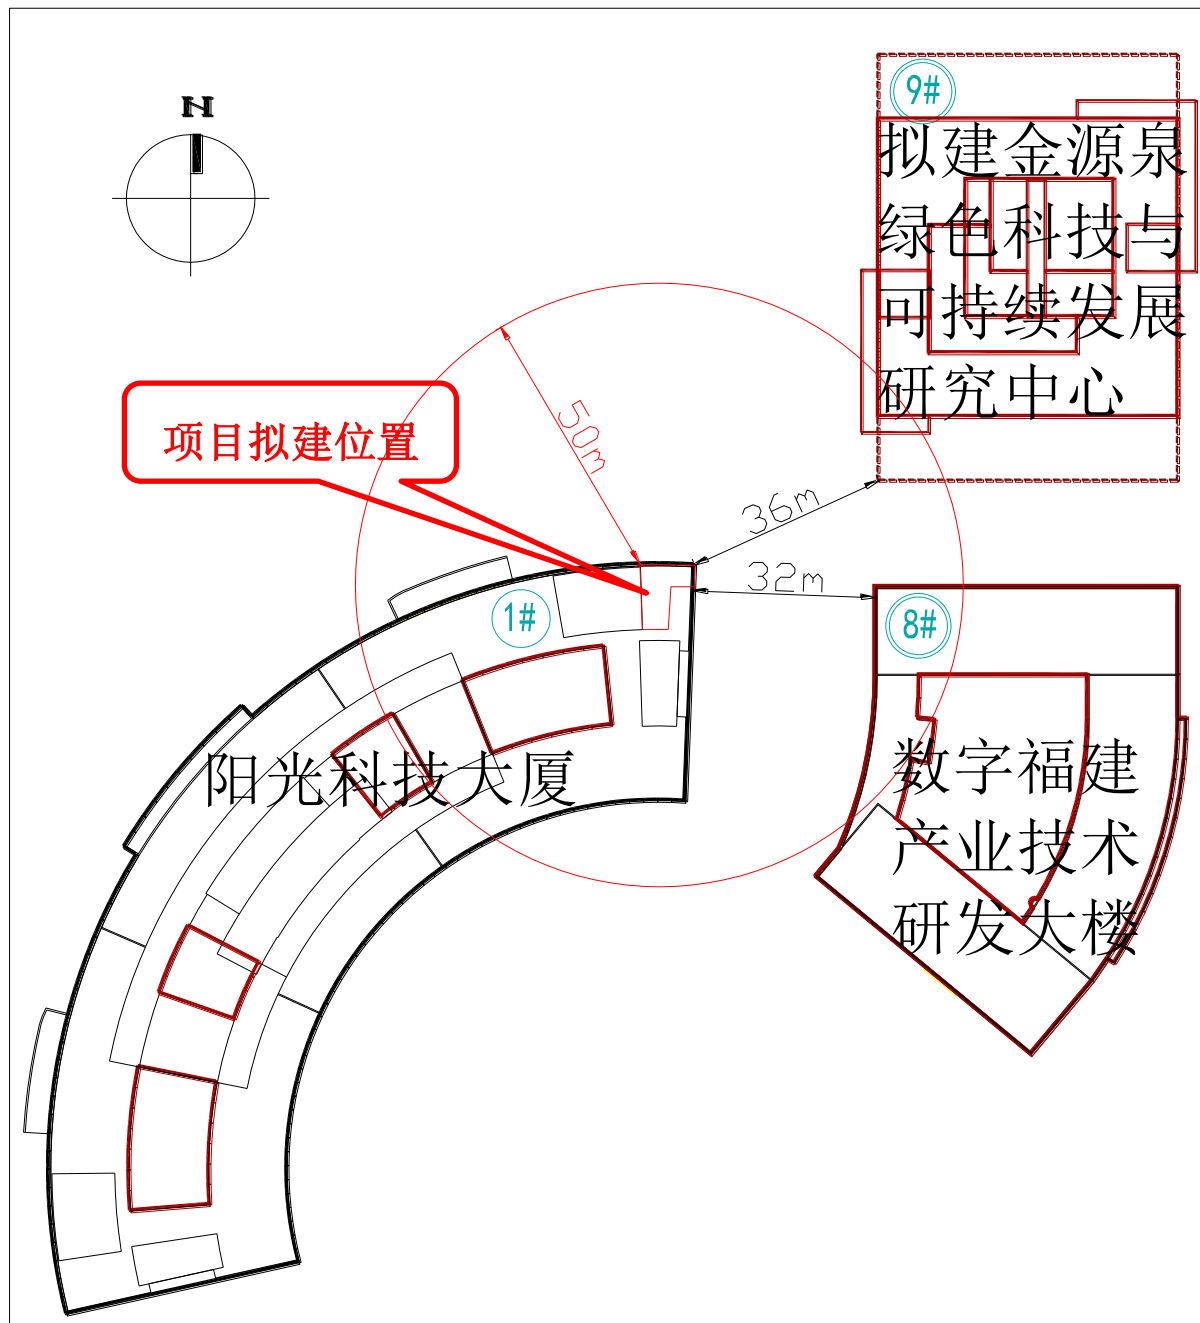 N
9#
拟建金源泉
绿色科技与
可持续发展
研究中心
50m
项目拟建位置
36m
32m
1#
8#
阳光科技大厦
数字福建
产业技术
研发大楼